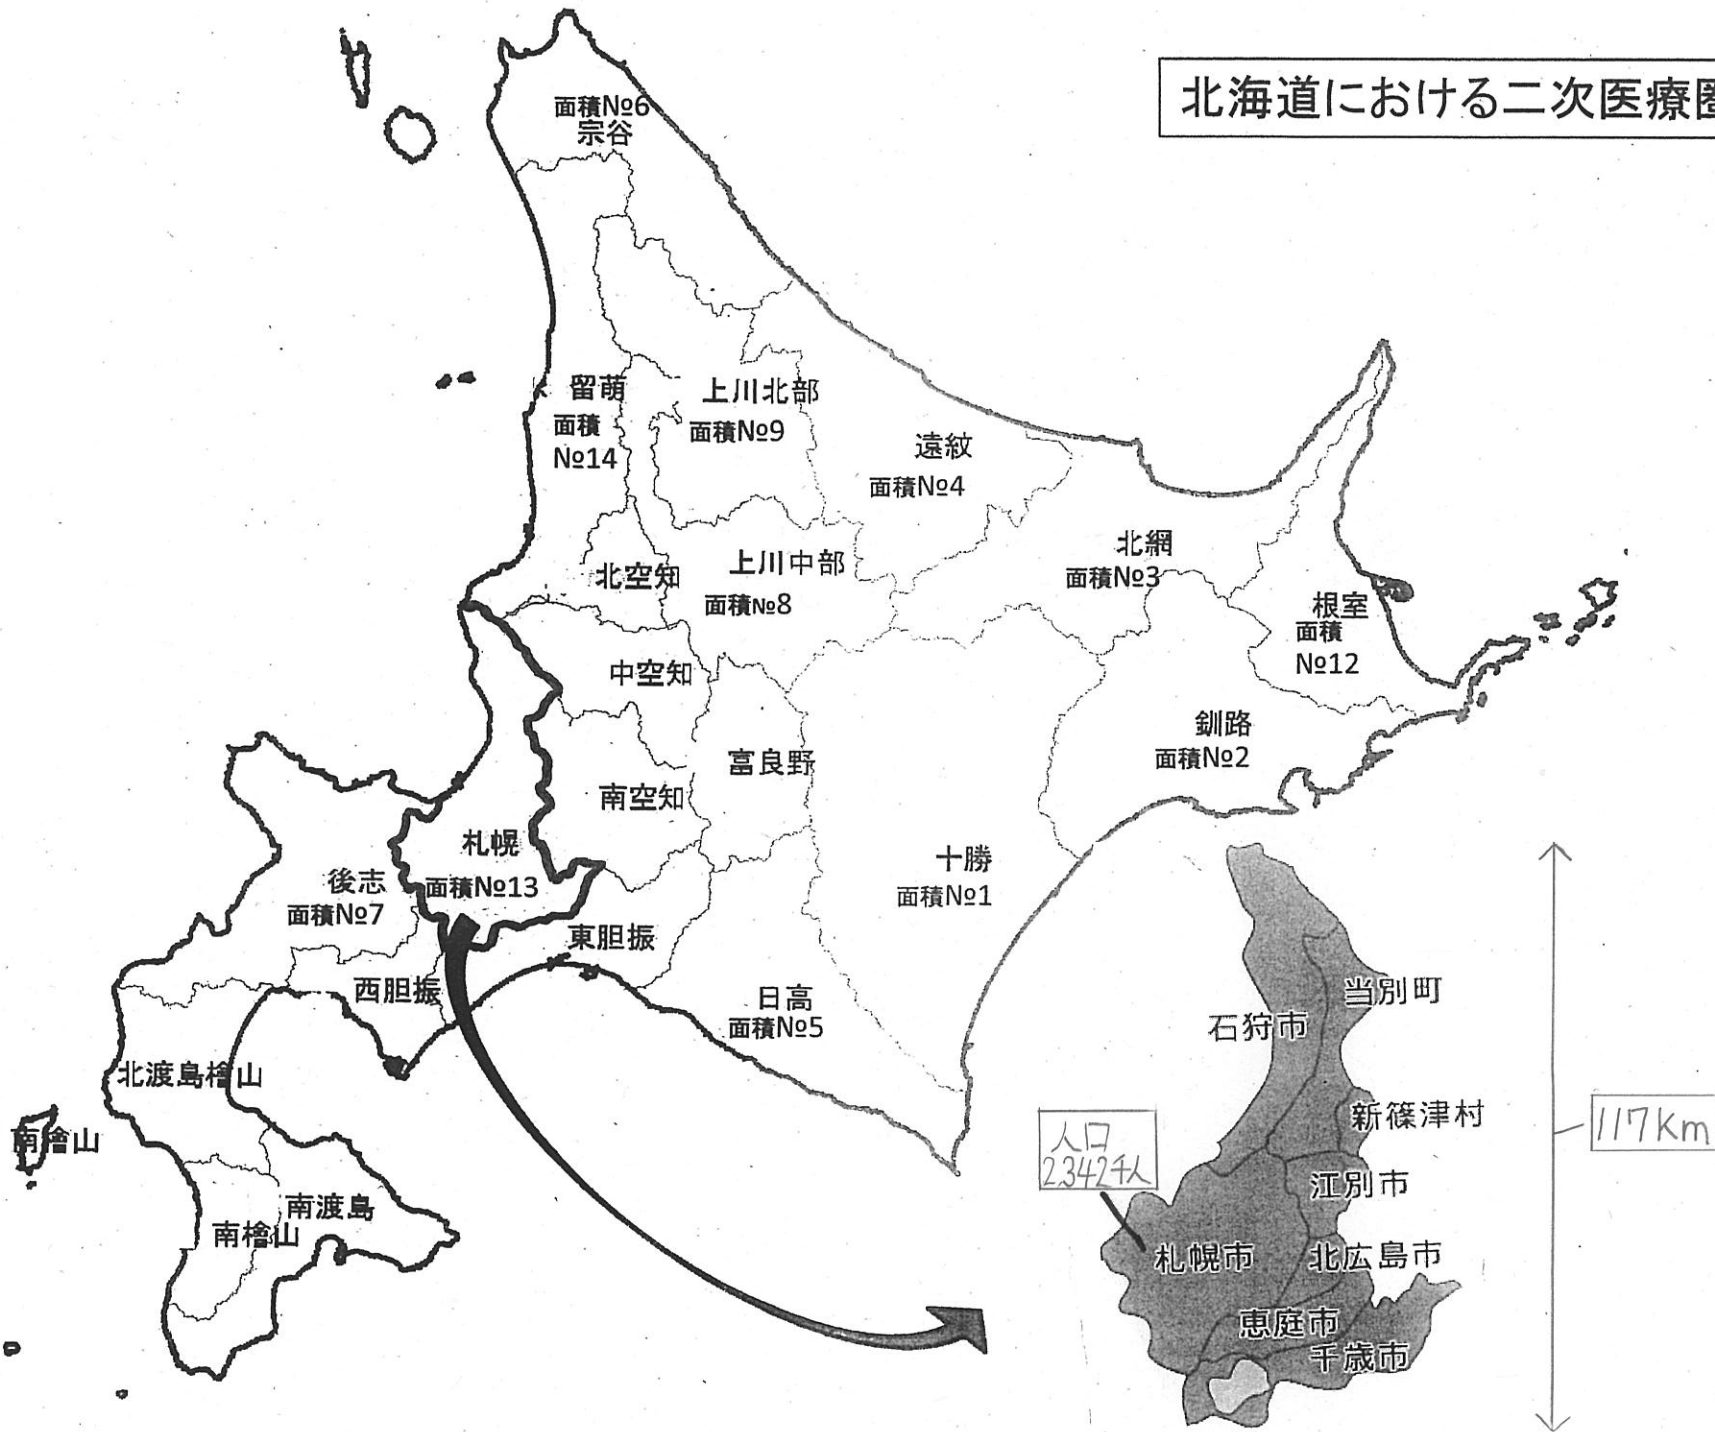 北海道における二次医療圏
面積№6
宗谷
留萌
面積
№14
上川北部
面積№9
遠紋
面積№4
北網
面積№3
北空知
上川中部
面積№8
根室
面積
№12
中空知
釧路
面積№2
富良野
南空知
札幌
面積№13
後志
面積№7
十勝
面積№1
東胆振
西胆振
日高
面積№5
北渡島檜山
南檜山
南渡島
南檜山
当別町
石狩市
新篠津村
人口
2342千人
江別市
札幌市
北広島市
恵庭市
千歳市
117Km